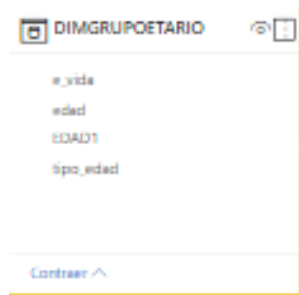 DIMGRUPOETARIO
e_vida
edad
EDAD1
tipo_edad
Contraer